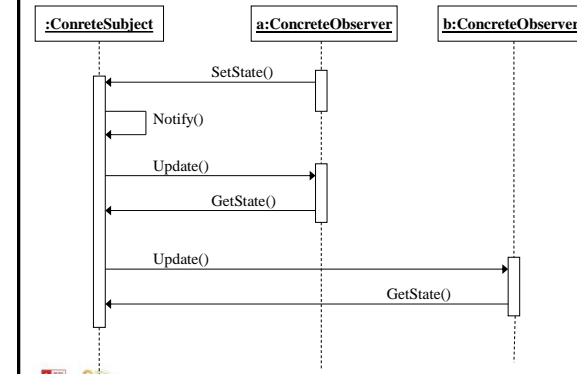 :ConreteSubject
a:ConcreteObserver
b:ConcreteObserver
SetState()
Notify()
Update()
GetState()
Update()
GetState()